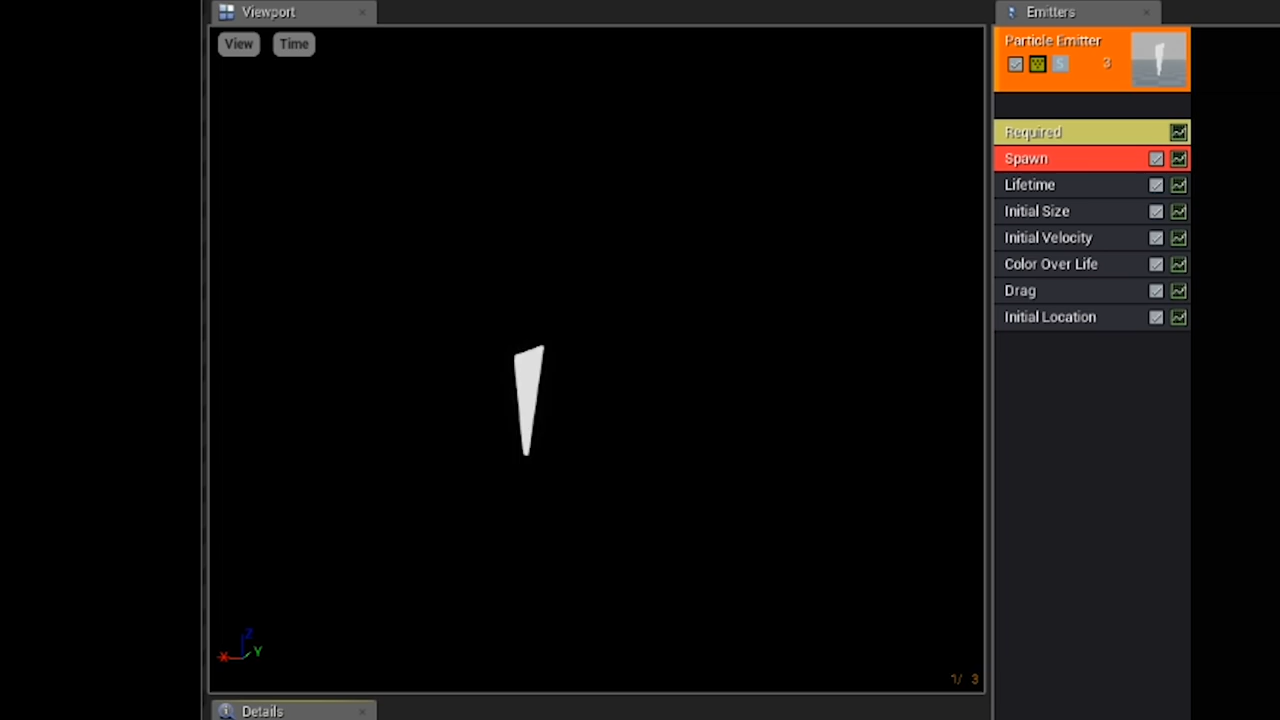 Viewport
Emitters
View
Time
Particle Emitter
S
3
Required
Spawn
Lifetime
Initial Size
Initial Velocity
Color Over Life
Drag
Initial Location
Z
X
Y
1/ 3
Details